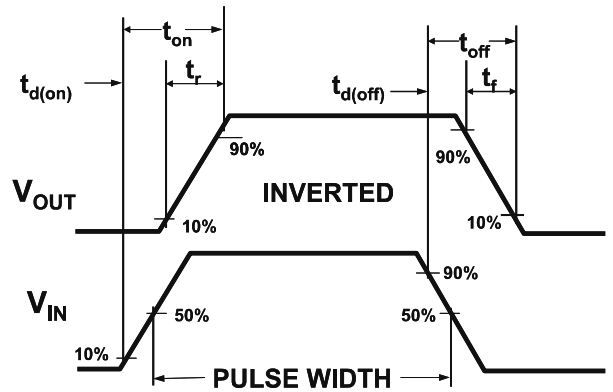 t_on t_off
t_d(on) t_r t_d(off) t_f
90% 90%
V_OUT INVERTED
10% 10%
90%
V_IN 50% 50%
10%
PULSE WIDTH